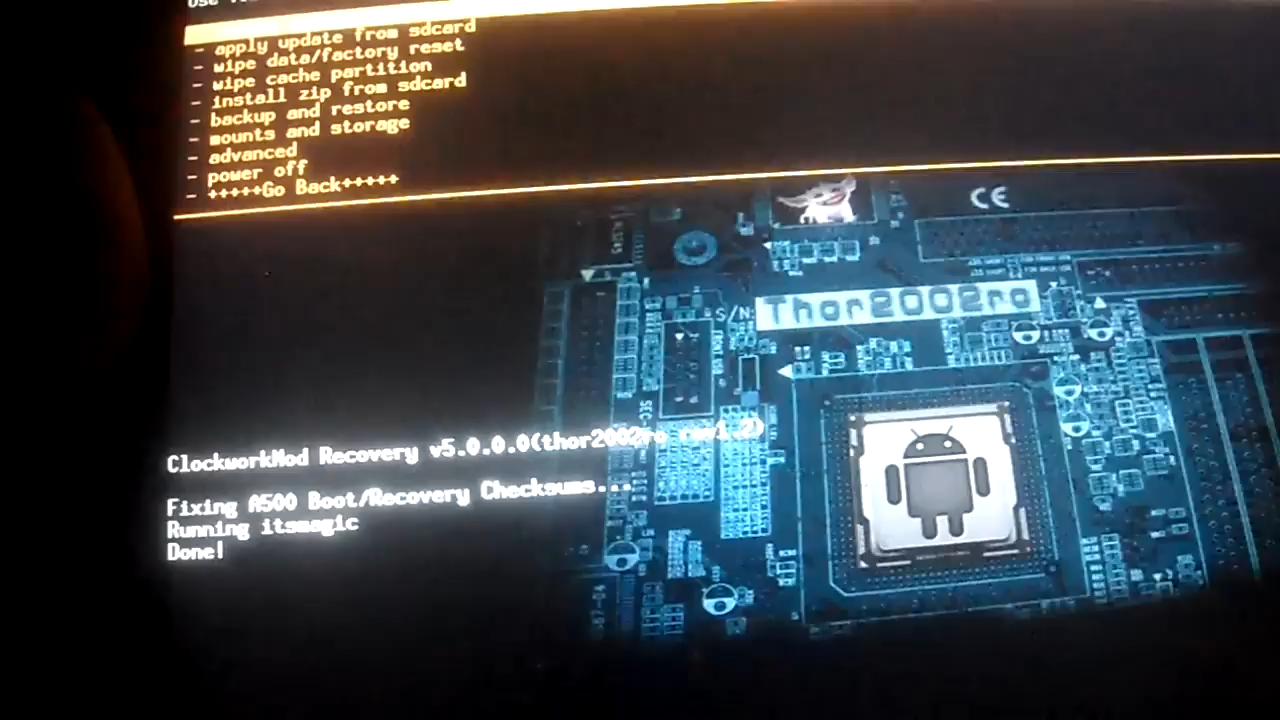 - apply update from sdcard
- wipe data/factory reset
- wipe cache partition
- install zip from sdcard
- backup and restore
- mounts and storage
- advanced
- power off
- +++++Go Back+++++
CE
S/N: Thor2002ro
ClockworkMod Recovery v5.0.0.0(thor2002ro rev1.2)
Fixing A500 Boot/Recovery Checksums...
Running itsmagic
Done!